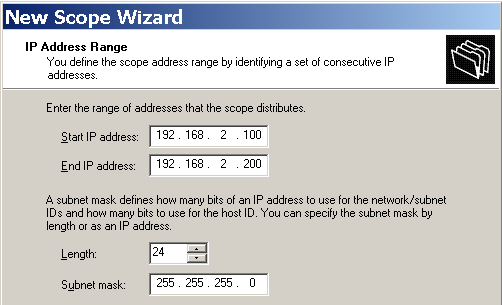 New Scope Wizard
IP Address Range
You define the scope address range by identifying a set of consecutive IP
addresses.
Enter the range of addresses that the scope distributes.
Start IP address: 192 . 168 . 2 . 100
End IP address: 192 . 168 . 2 . 200
A subnet mask defines how many bits of an IP address to use for the network/subnet
IDs and how many bits to use for the host ID. You can specify the subnet mask by
length or as an IP address.
Length: 24
Subnet mask: 255 . 255 . 255 . 0